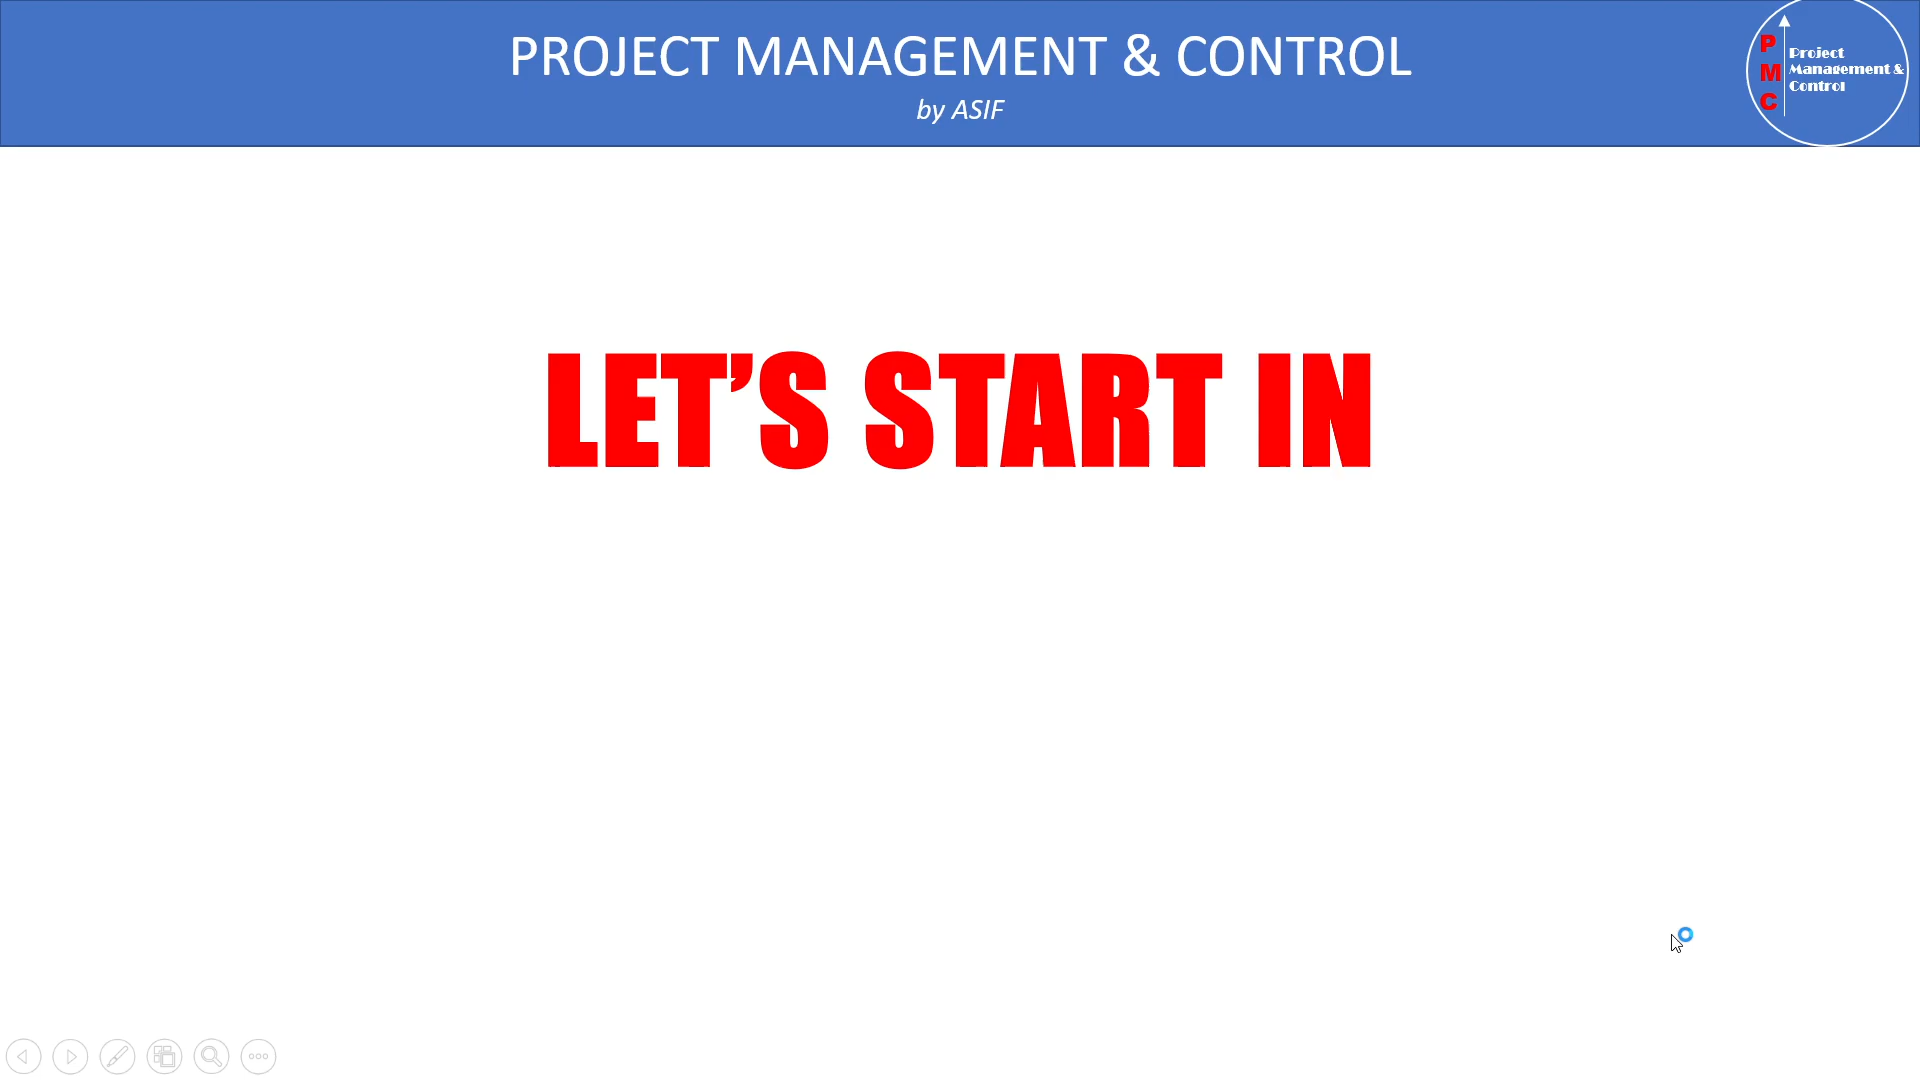 PROJECT MANAGEMENT & CONTROL
by ASIF
P
M
C
Project
Management &
Control
LET’S START IN